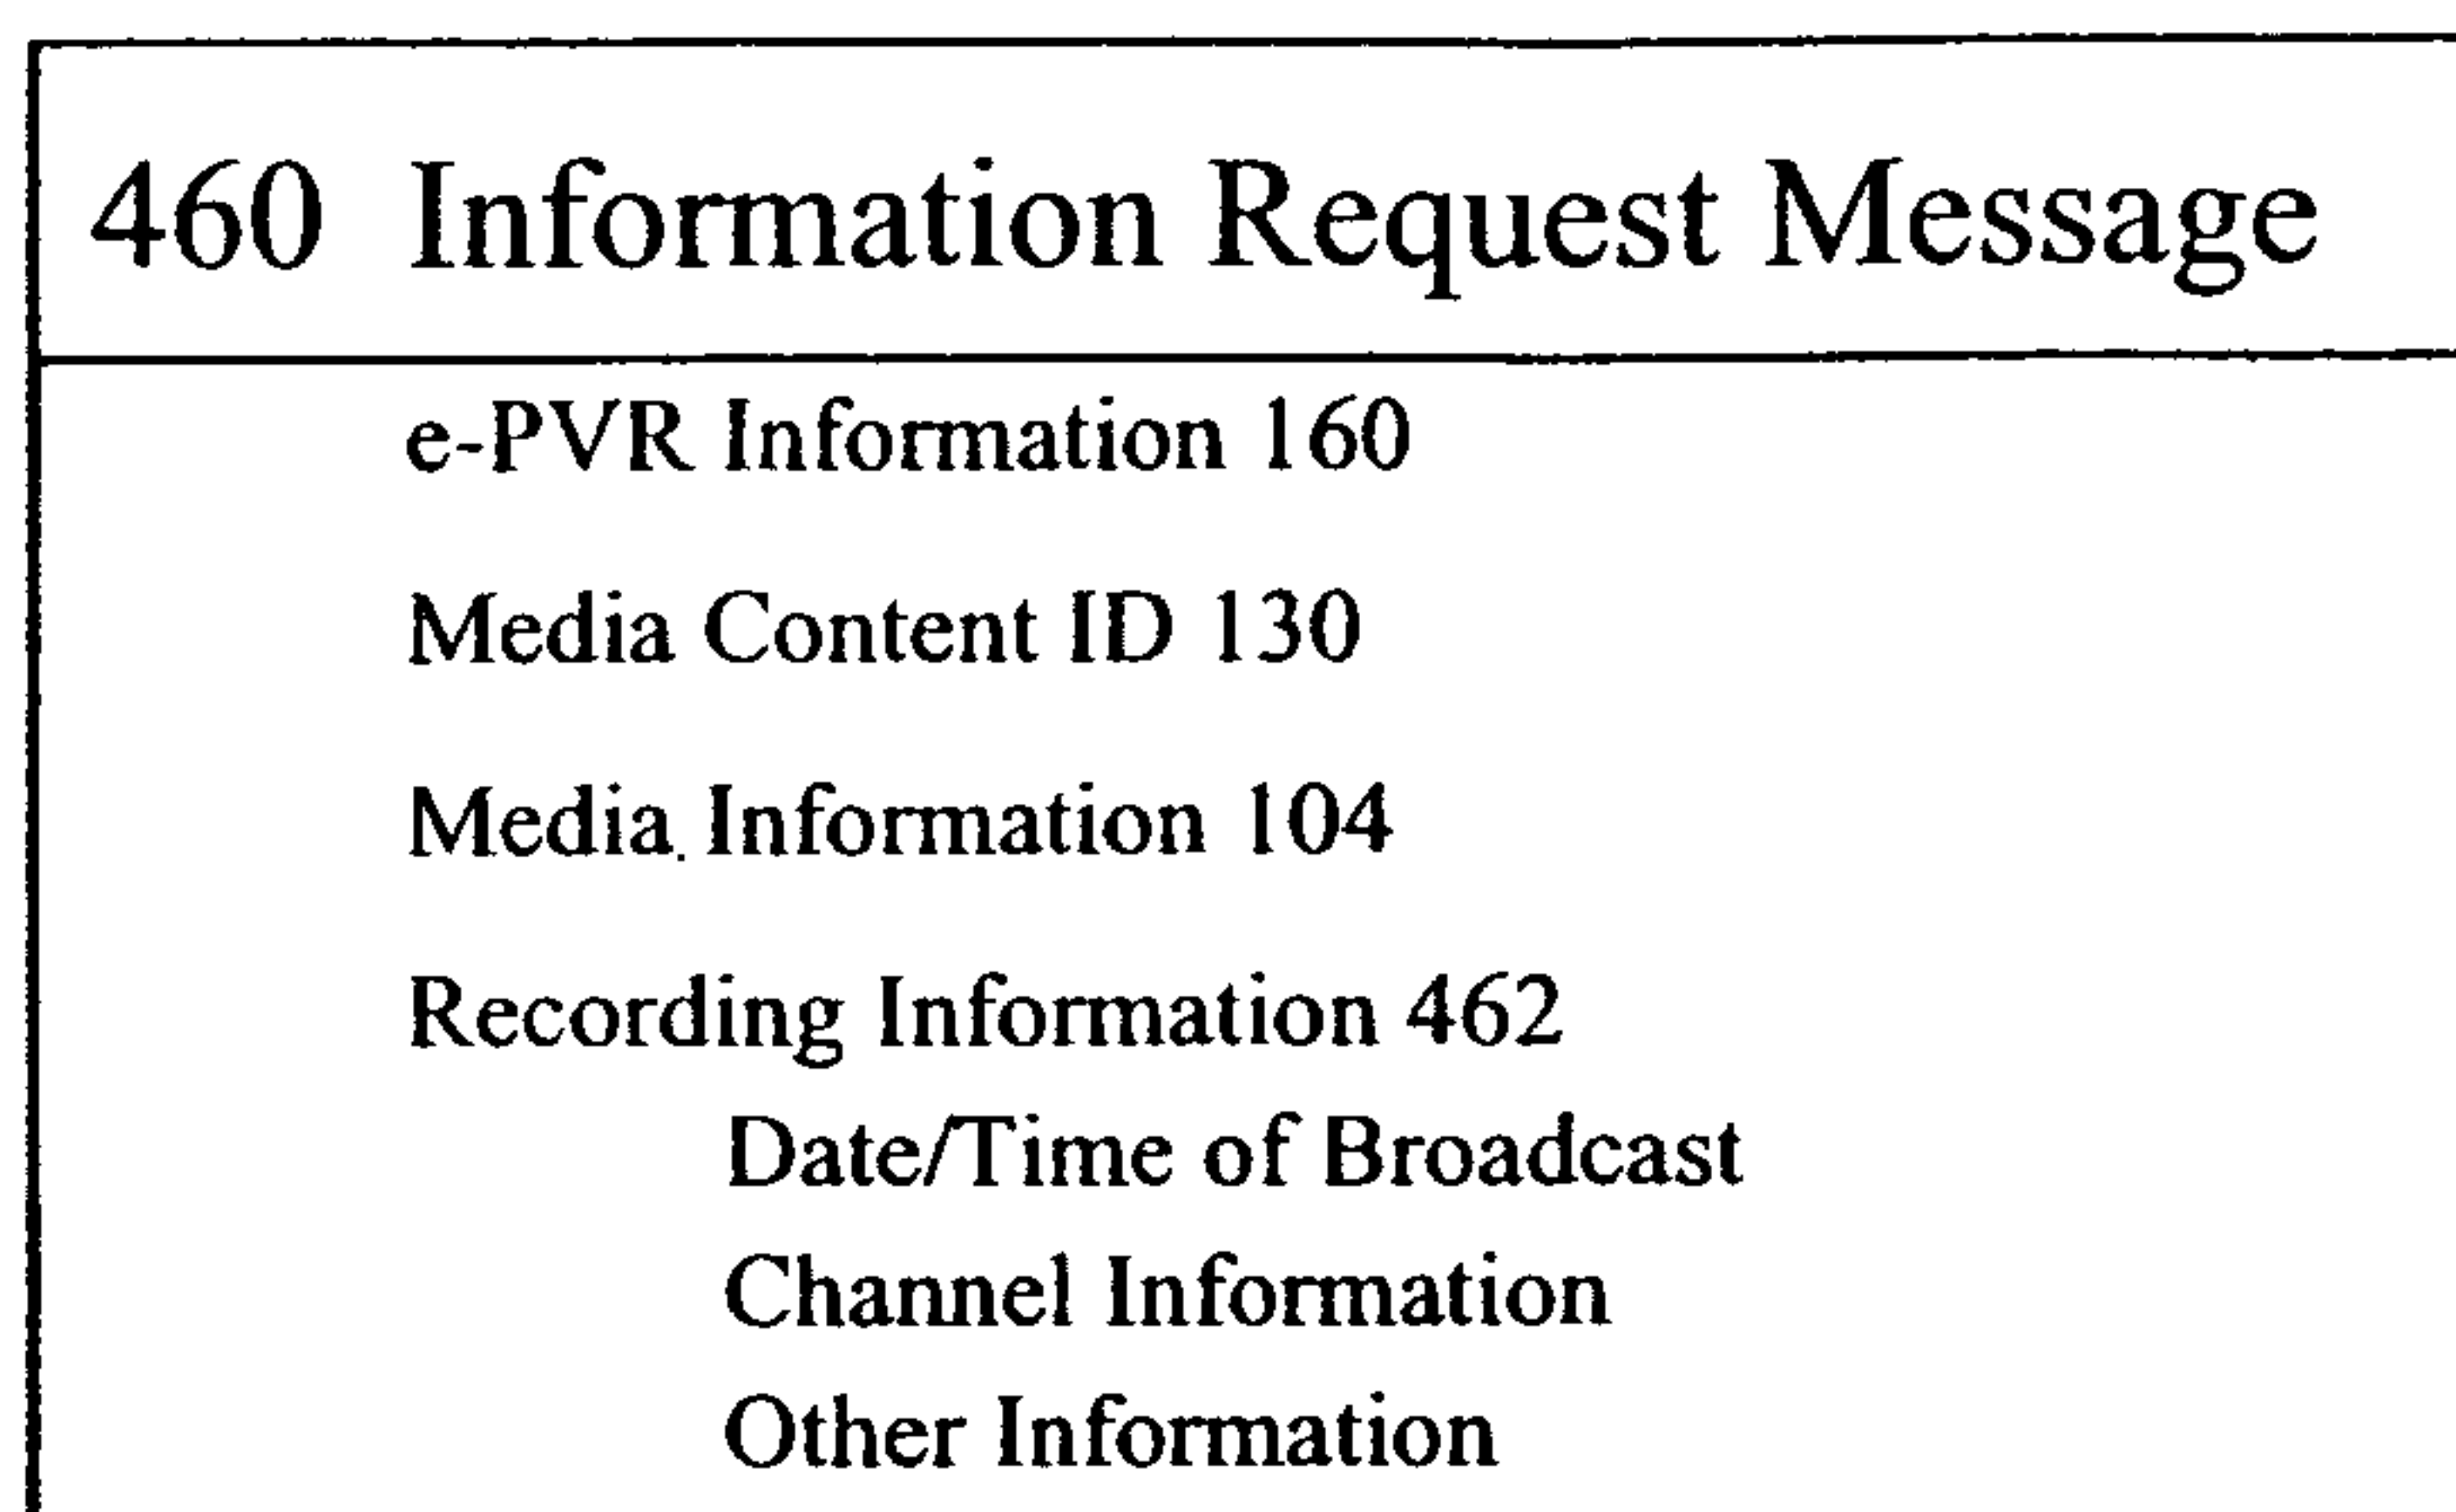 460 Information Request Message
e-PVR Information 160
Media Content ID 130
Media Information 104
Recording Information 462
Date/Time of Broadcast
Channel Information
Other Information